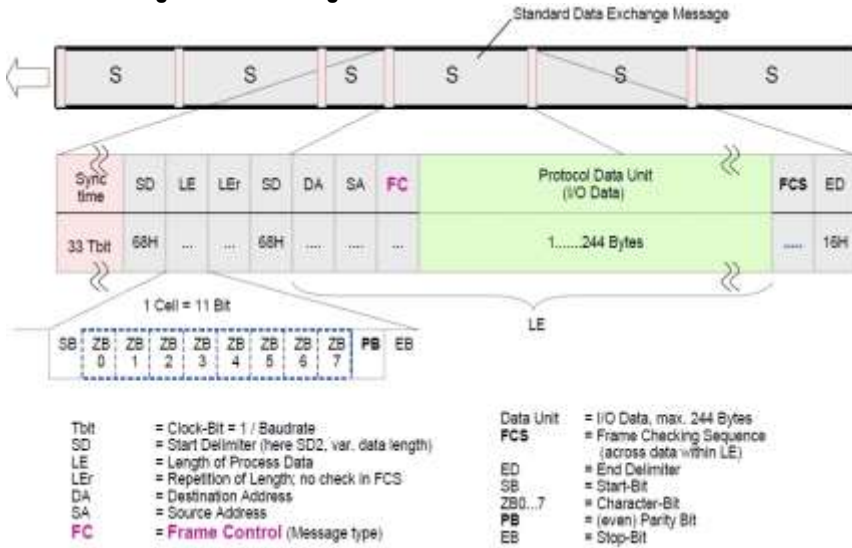 Standard Data Exchange Message
S S S S S S
Sync time SD LE LEr SD DA SA FC Protocol Data Unit (I/O Data) FCS ED
33 Tbit 68H ... ... 68H .... .... ... 1......244 Bytes ..... 16H
1 Cell = 11 Bit
LE
SB ZB 0 ZB 1 ZB 2 ZB 3 ZB 4 ZB 5 ZB 6 ZB 7 PB EB
Tbit = Clock-Bit = 1 / Baudrate
SD = Start Delimiter (here SD2, var. data length)
LE = Length of Process Data
LEr = Repetition of Length; no check in FCS
DA = Destination Address
SA = Source Address
FC = Frame Control (Message type)
Data Unit = I/O Data, max. 244 Bytes
FCS = Frame Checking Sequence
(across data within LE)
ED = End Delimiter
SB = Start-Bit
ZB0...7 = Character-Bit
PB = (even) Parity Bit
EB = Stop-Bit